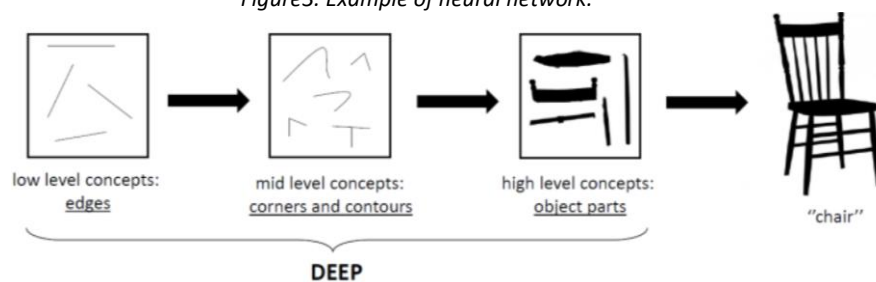 Figure3. Example of neural network.
low level concepts:
edges
mid level concepts:
corners and contours
high level concepts:
object parts
"chair"
DEEP